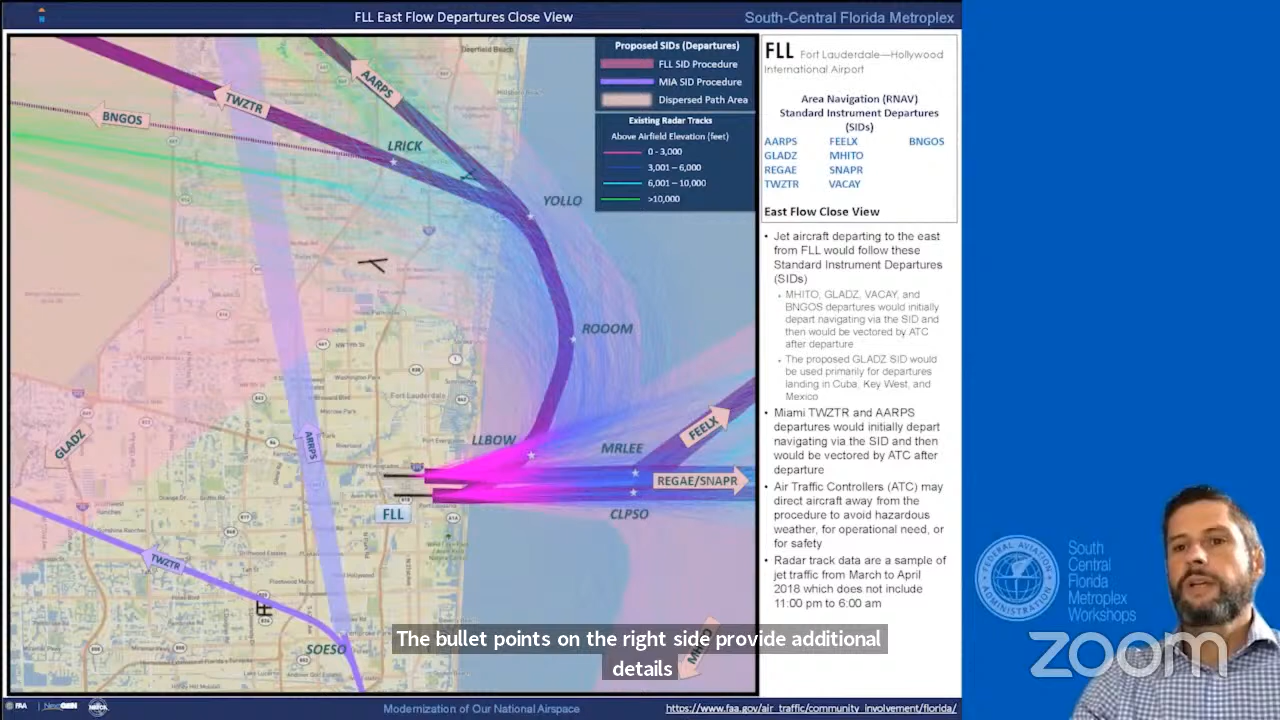 FLL East Flow Departures Close View
South-Central Florida Metroplex
Proposed SIDs (Departures)
FLL SID Procedure
MIA SID Procedure
Dispersed Path Area
Existing Radar Tracks
Above Airfield Elevation (feet)
0 - 3,000
3,001 – 6,000
6,001 – 10,000
>10,000
AARPS
TWZTR
BNGOS
LRICK
YOLLO
ROOOM
LLBOW
MRLEE
FEELX
REGAE/SNAPR
CLPSO
FLL
GLADZ
ARRPS
TWZTR
SOESO
Deerfield Beach
Fort Lauderdale
FLL Fort Lauderdale—Hollywood
International Airport
Area Navigation (RNAV)
Standard Instrument Departures
(SIDs)
AARPS FEELX BNGOS
GLADZ MHITO
REGAE SNAPR
TWZTR VACAY
East Flow Close View
• Jet aircraft departing to the east
from FLL would follow these
Standard Instrument Departures
(SIDs)
• MHITO, GLADZ, VACAY, and
BNGOS departures would initially
depart navigating via the SID and
then would be vectored by ATC
after departure
• The proposed GLADZ SID would
be used primarily for departures
landing in Cuba, Key West, and
Mexico
• Miami TWZTR and AARPS
departures would initially depart
navigating via the SID and then
would be vectored by ATC after
departure
• Air Traffic Controllers (ATC) may
direct aircraft away from the
procedure to avoid hazardous
weather, for operational need, or
for safety
• Radar track data are a sample of
jet traffic from March to April
2018 which does not include
11:00 pm to 6:00 am
The bullet points on the right side provide additional
details
FEDERAL AVIATION
ADMINISTRATION
South
Central
Florida
Metroplex
Workshops
zoom
FAA
NextGEN
NATCA
Modernization of Our National Airspace
https://www.faa.gov/air_traffic/community_involvement/florida/